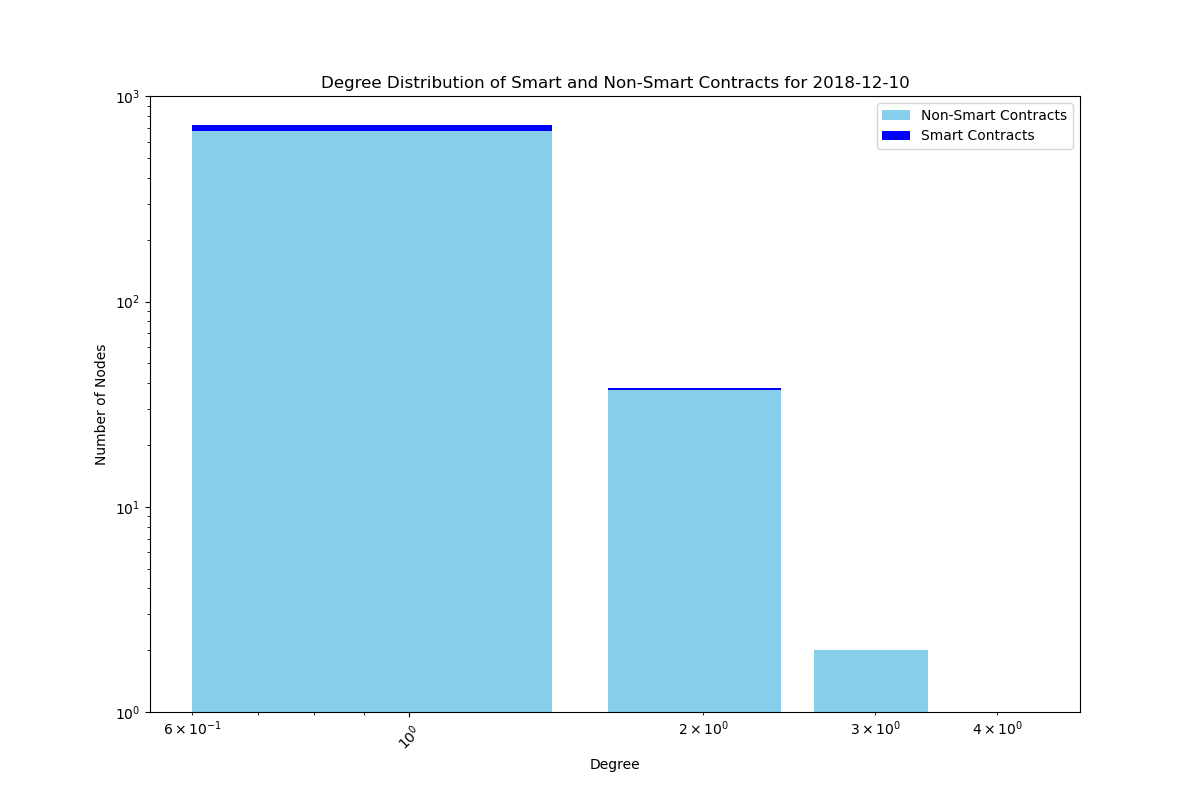 Degree Distribution of Smart and Non-Smart Contracts for 2018-12-10
Non-Smart Contracts
Smart Contracts
Number of Nodes
10³
10²
10¹
10⁰
6 × 10⁻¹
10⁰
2 × 10⁰
3 × 10⁰
4 × 10⁰
Degree